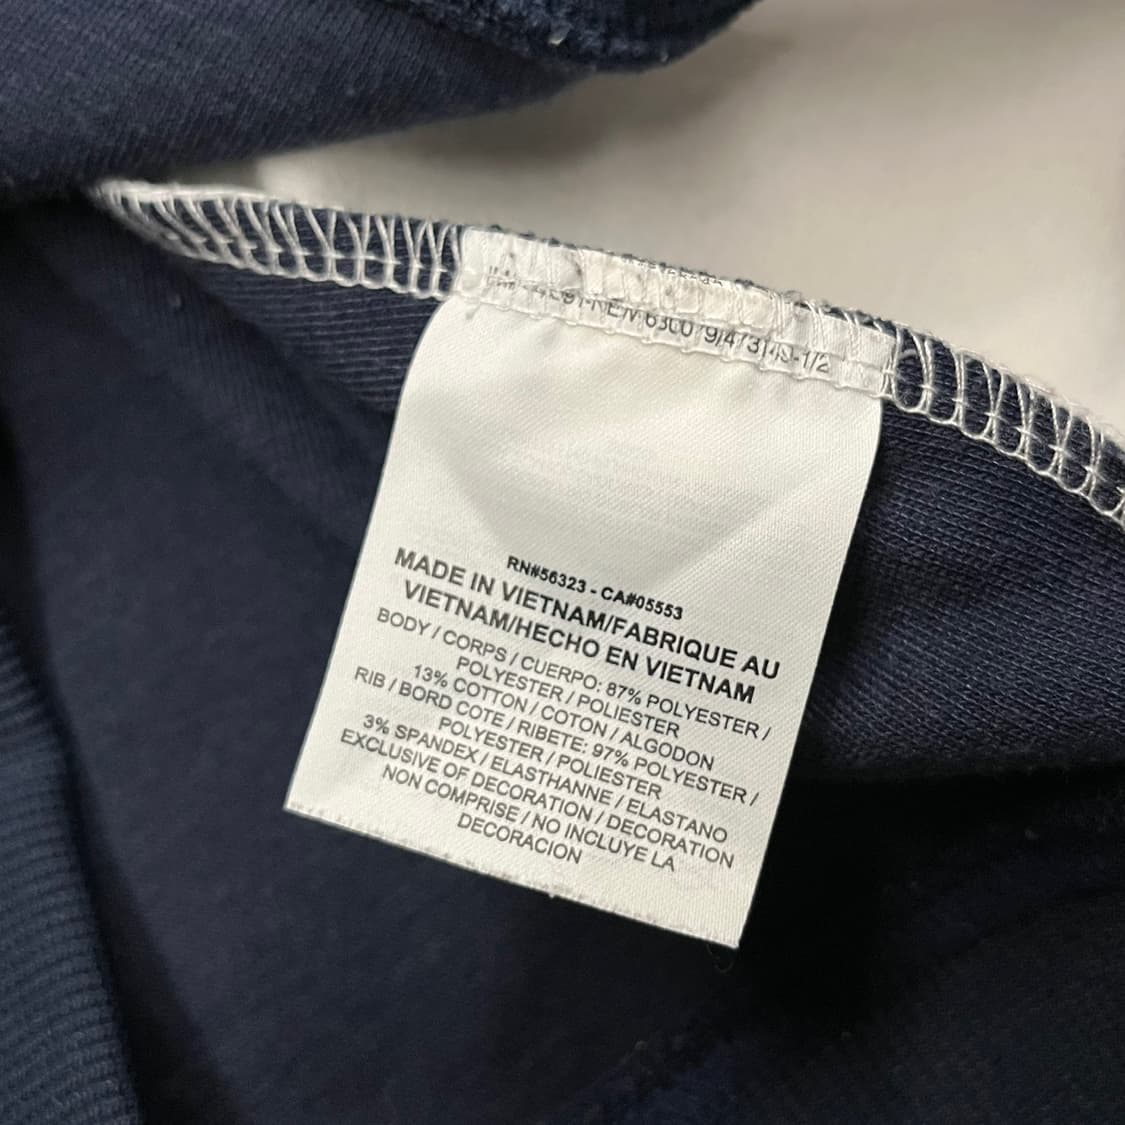 RN#56323 - CA#05553
MADE IN VIETNAM/FABRIQUE AU
VIETNAM/HECHO EN VIETNAM
BODY / CORPS / CUERPO: 87% POLYESTER /
POLYESTER / POLIESTER
13% COTTON / COTON / ALGODON
RIB / BORD COTE / RIBETE: 97% POLYESTER /
POLYESTER / POLIESTER
3% SPANDEX / ELASTHANNE / ELASTANO
EXCLUSIVE OF DECORATION / DECORATION
NON COMPRISE / NO INCLUYE LA
DECORACION